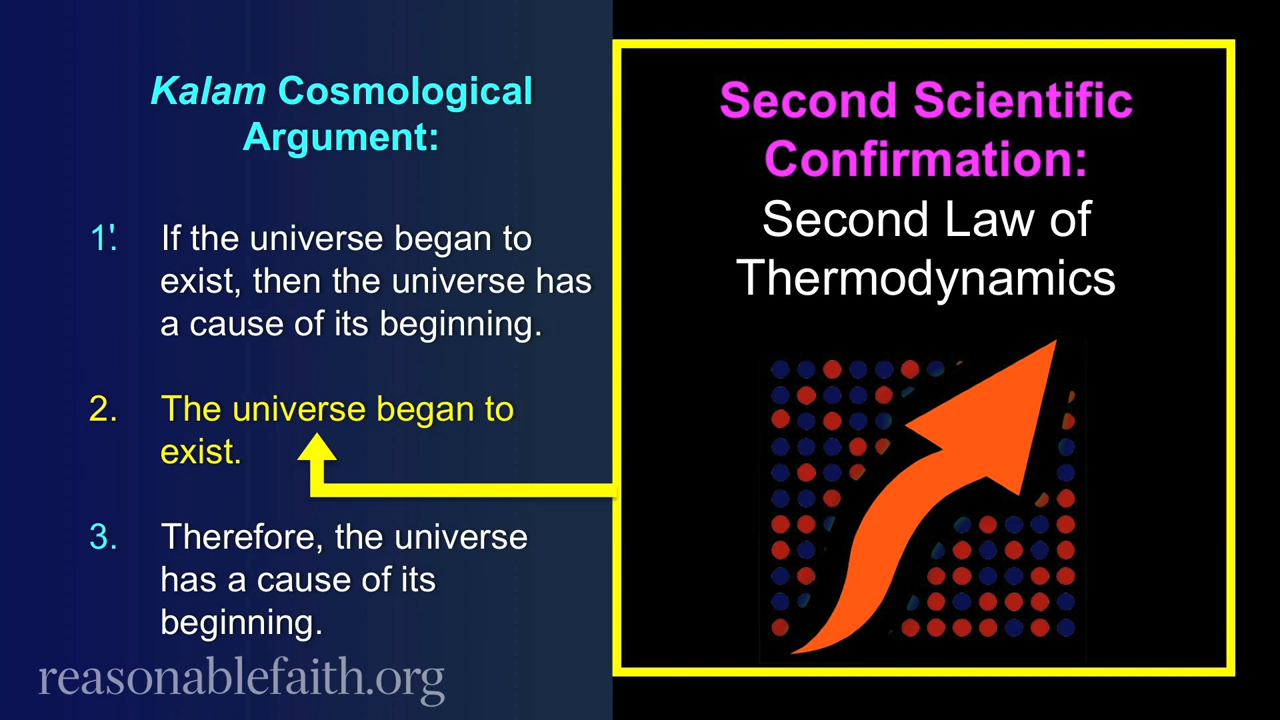 Kalam Cosmological
Argument:
1'. If the universe began to
exist, then the universe has
a cause of its beginning.
2. The universe began to
exist.
3. Therefore, the universe
has a cause of its
beginning.
reasonablefaith.org
Second Scientific
Confirmation:
Second Law of
Thermodynamics